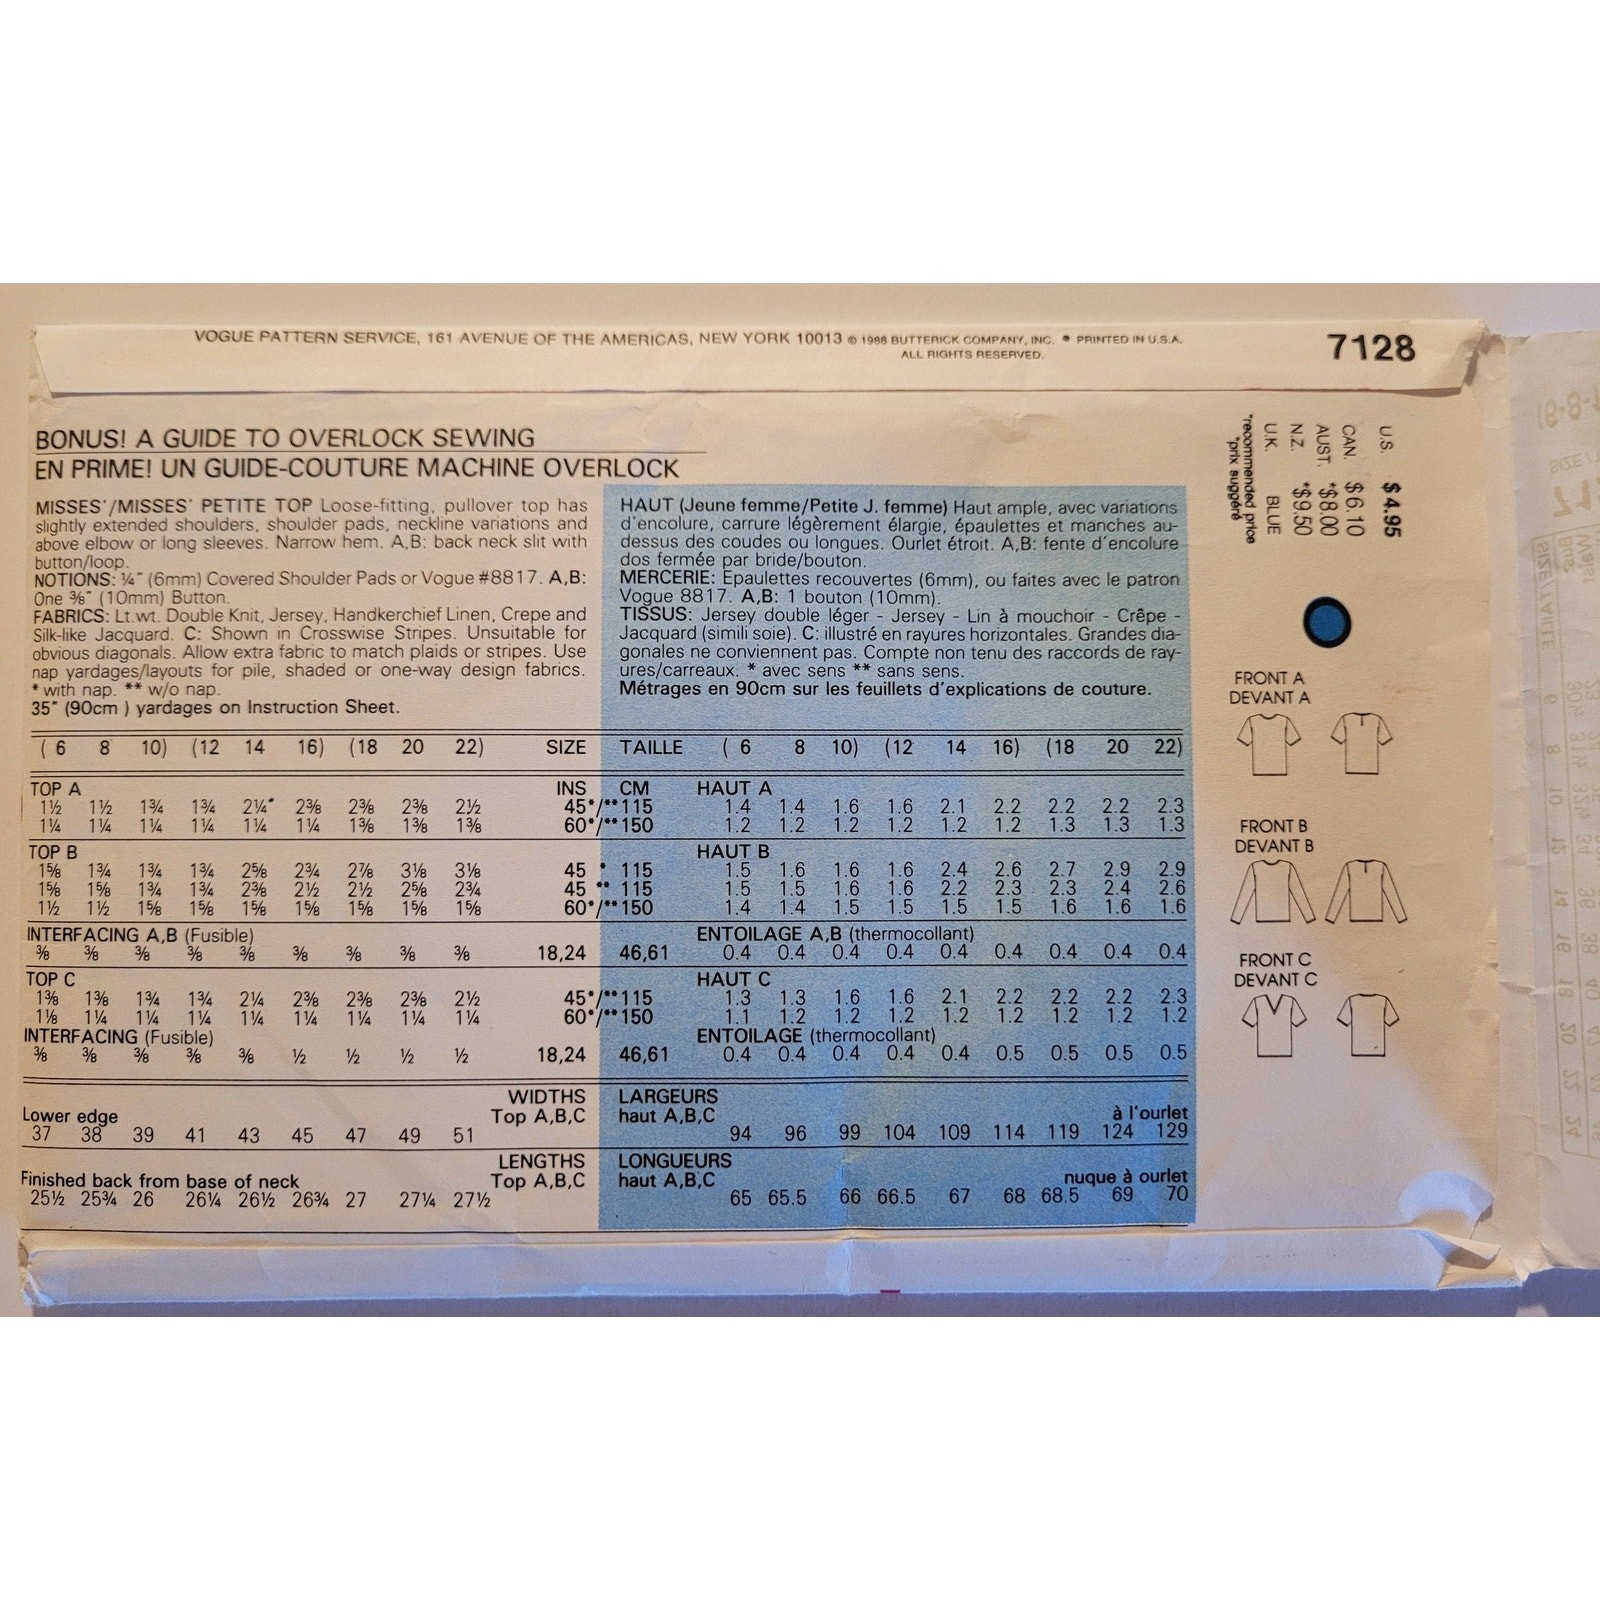 VOGUE PATTERN SERVICE, 161 AVENUE OF THE AMERICAS, NEW YORK 10013 © 1988 BUTTERICK COMPANY, INC. • PRINTED IN U.S.A.
ALL RIGHTS RESERVED.
7128
BONUS! A GUIDE TO OVERLOCK SEWING
EN PRIME! UN GUIDE-COUTURE MACHINE OVERLOCK
MISSES'/MISSES' PETITE TOP Loose-fitting, pullover top has
slightly extended shoulders, shoulder pads, neckline variations and
above elbow or long sleeves. Narrow hem. A,B: back neck slit with
button/loop.
NOTIONS: ¼" (6mm) Covered Shoulder Pads or Vogue #8817. A,B:
One ⅜" (10mm) Button.
FABRICS: Lt.wt. Double Knit, Jersey, Handkerchief Linen, Crepe and
Silk-like Jacquard. C: Shown in Crosswise Stripes. Unsuitable for
obvious diagonals. Allow extra fabric to match plaids or stripes. Use
nap yardages/layouts for pile, shaded or one-way design fabrics.
* with nap. ** w/o nap.
35" (90cm ) yardages on Instruction Sheet.
HAUT (Jeune femme/Petite J. femme) Haut ample, avec variations
d'encolure, carrure légèrement élargie, épaulettes et manches au-
dessus des coudes ou longues. Ourlet étroit. A,B: fente d'encolure
dos fermée par bride/bouton.
MERCERIE: Epaulettes recouvertes (6mm), ou faites avec le patron
Vogue 8817. A,B: 1 bouton (10mm).
TISSUS: Jersey double léger - Jersey - Lin à mouchoir - Crêpe -
Jacquard (simili soie). C: illustré en rayures horizontales. Grandes dia-
gonales ne conviennent pas. Compte non tenu des raccords de ray-
ures/carreaux. * avec sens ** sans sens.
Métrages en 90cm sur les feuillets d'explications de couture.
( 6 8 10) (12 14 16) (18 20 22) SIZE TAILLE ( 6 8 10) (12 14 16) (18 20 22)
TOP A INS CM HAUT A
1½ 1½ 1¾ 1¾ 2¼ 2⅜ 2⅜ 2⅜ 2½ 45*/**115 1.4 1.4 1.6 1.6 2.1 2.2 2.2 2.2 2.3
1¼ 1¼ 1¼ 1¼ 1¼ 1¼ 1⅜ 1⅜ 1⅜ 60*/**150 1.2 1.2 1.2 1.2 1.2 1.2 1.3 1.3 1.3
TOP B HAUT B
1⅝ 1¾ 1¾ 1¾ 2⅝ 2¾ 2⅞ 3⅛ 3⅛ 45 * 115 1.5 1.6 1.6 1.6 2.4 2.6 2.7 2.9 2.9
1⅝ 1⅝ 1¾ 1¾ 2⅜ 2½ 2½ 2⅝ 2¾ 45 ** 115 1.5 1.5 1.6 1.6 2.2 2.3 2.3 2.4 2.6
1½ 1½ 1⅝ 1⅝ 1⅝ 1⅝ 1⅝ 1⅝ 1⅝ 60*/**150 1.4 1.4 1.5 1.5 1.5 1.5 1.6 1.6 1.6
INTERFACING A,B (Fusible) ENTOILAGE A,B (thermocollant)
⅜ ⅜ ⅜ ⅜ ⅜ ⅜ ⅜ ⅜ ⅜ 18,24 46,61 0.4 0.4 0.4 0.4 0.4 0.4 0.4 0.4 0.4
TOP C HAUT C
1⅜ 1⅜ 1¾ 1¾ 2¼ 2⅜ 2⅜ 2⅜ 2½ 45*/**115 1.3 1.3 1.6 1.6 2.1 2.2 2.2 2.2 2.3
1⅛ 1¼ 1¼ 1¼ 1¼ 1¼ 1¼ 1¼ 1¼ 60*/**150 1.1 1.2 1.2 1.2 1.2 1.2 1.2 1.2 1.2
INTERFACING (Fusible) ENTOILAGE (thermocollant)
⅜ ⅜ ⅜ ⅜ ⅜ ½ ½ ½ ½ 18,24 46,61 0.4 0.4 0.4 0.4 0.4 0.5 0.5 0.5 0.5
WIDTHS LARGEURS
Lower edge Top A,B,C haut A,B,C à l'ourlet
37 38 39 41 43 45 47 49 51 94 96 99 104 109 114 119 124 129
LENGTHS LONGUEURS
Finished back from base of neck Top A,B,C haut A,B,C nuque à ourlet
25½ 25¾ 26 26¼ 26½ 26¾ 27 27¼ 27½ 65 65.5 66 66.5 67 68 68.5 69 70
U.S. $4.95
CAN. $6.10
AUST. *$8.00
N.Z. *$9.50
U.K. BLUE
*recommended price
*prix suggéré
FRONT A
DEVANT A
FRONT B
DEVANT B
FRONT C
DEVANT C